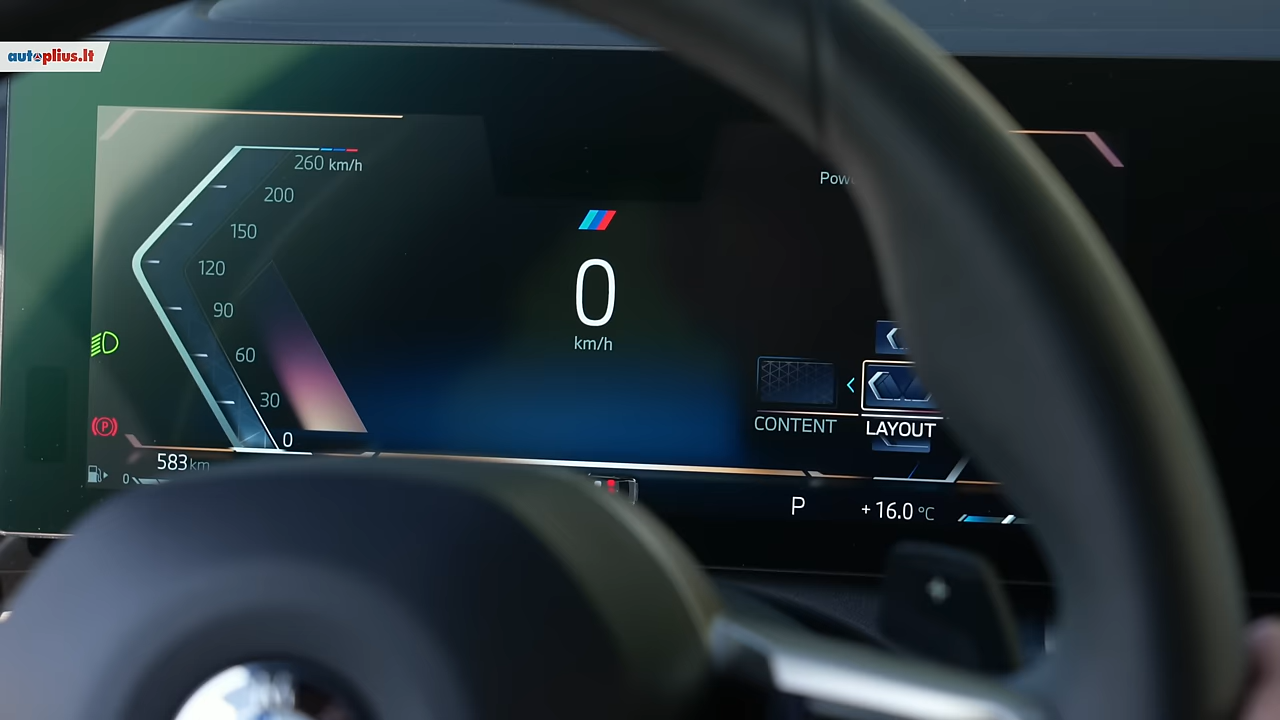 autoplius.lt
260 km/h
200
150
120
90
60
30
0
0
km/h
CONTENT
LAYOUT
583 km
0
P
+ 16.0 °C